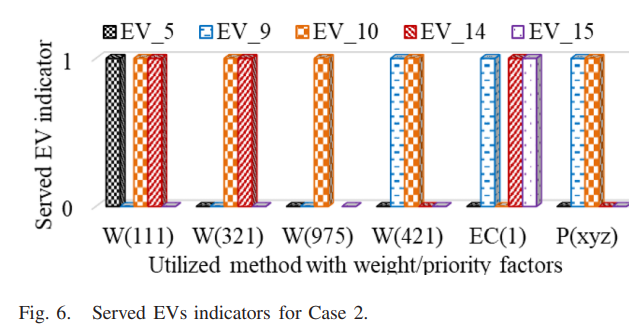 EV_5 EV_9 EV_10 EV_14 EV_15
Served EV indicator
1
0
W(111) W(321) W(975) W(421) EC(1) P(xyz)
Utilized method with weight/priority factors
Fig. 6. Served EVs indicators for Case 2.